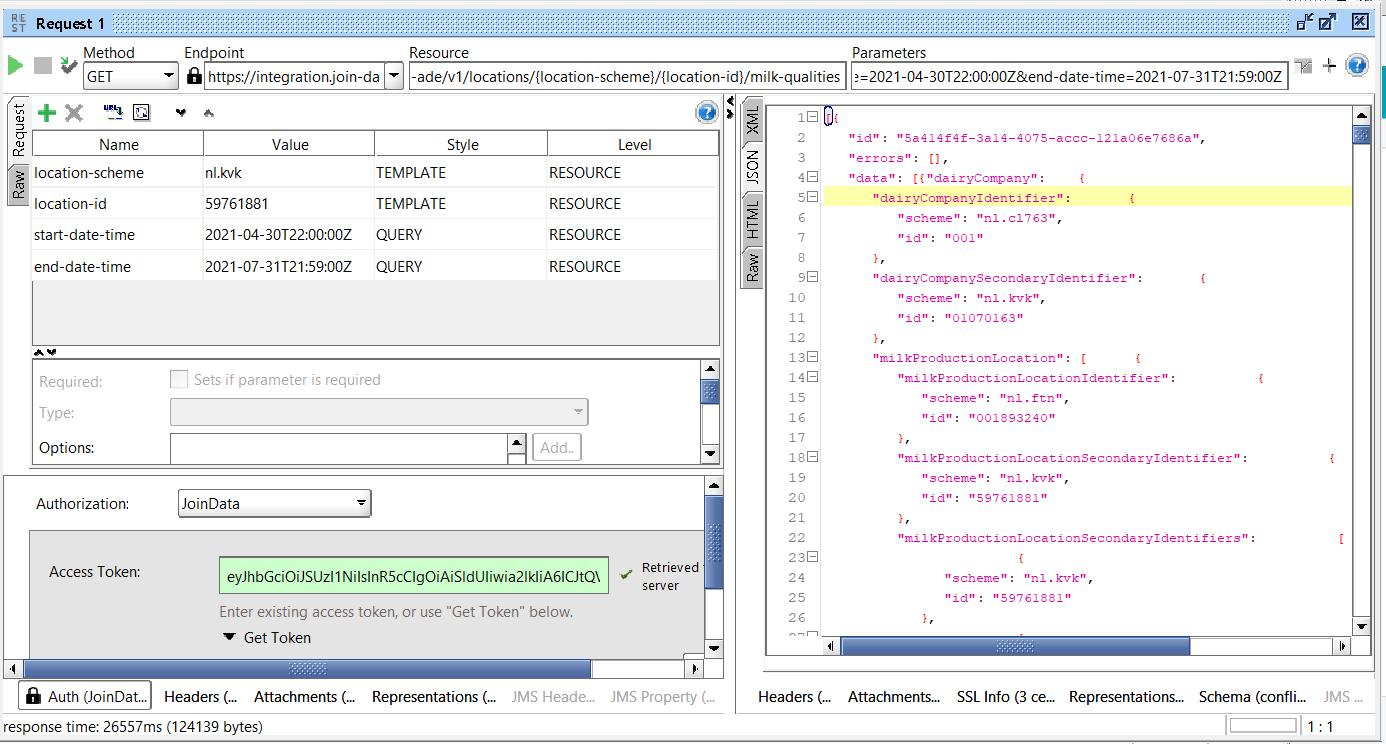 RE
ST
Request 1
Method
Endpoint
Resource
Parameters
GET
https://integration.join-da
-ade/v1/locations/{location-scheme}/{location-id}/milk-qualities
e=2021-04-30T22:00:00Z&end-date-time=2021-07-31T21:59:00Z
Request
Raw
URL
Name Value Style Level
location-scheme nl.kvk TEMPLATE RESOURCE
location-id 59761881 TEMPLATE RESOURCE
start-date-time 2021-04-30T22:00:00Z QUERY RESOURCE
end-date-time 2021-07-31T21:59:00Z QUERY RESOURCE
Required: Sets if parameter is required
Type:
Options: Add..
Authorization: JoinData
Access Token:
Retrieved
server
Enter existing access token, or use "Get Token" below.
Get Token
Auth (JoinDat... Headers (... Attachments (... Representations (... JMS Heade... JMS Property (...
response time: 26557ms (124139 bytes)
XML
JSON
HTML
Raw
1 [{
2 "id": "5a414f4f-3a14-4075-accc-121a06e7686a",
3 "errors": [],
4 "data": [{"dairyCompany": {
5 "dairyCompanyIdentifier": {
6 "scheme": "nl.cl763",
7 "id": "001"
8 },
9 "dairyCompanySecondaryIdentifier": {
10 "scheme": "nl.kvk",
11 "id": "01070163"
12 },
13 "milkProductionLocation": [ {
14 "milkProductionLocationIdentifier": {
15 "scheme": "nl.ftn",
16 "id": "001893240"
17 },
18 "milkProductionLocationSecondaryIdentifier": {
19 "scheme": "nl.kvk",
20 "id": "59761881"
21 },
22 "milkProductionLocationSecondaryIdentifiers": [
23 {
24 "scheme": "nl.kvk",
25 "id": "59761881"
26 },
27 {
Headers (... Attachments... SSL Info (3 ce... Representations... Schema (confli... JMS ...
1 : 1